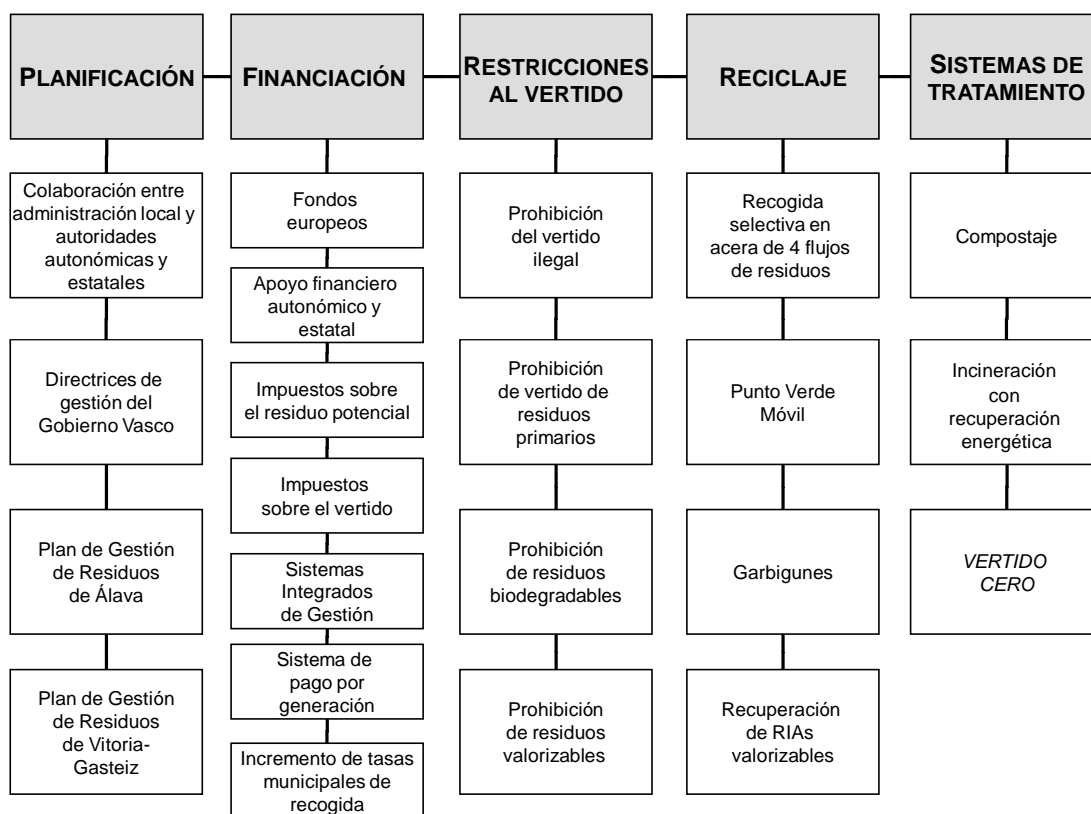 PLANIFICACIÓN
Colaboración entre
administración local y
autoridades
autonómicas y
estatales
Directrices de
gestión del
Gobierno Vasco
Plan de Gestión
de Residuos
de Álava
Plan de Gestión
de Residuos
de Vitoria-
Gasteiz
FINANCIACIÓN
Fondos
europeos
Apoyo financiero
autonómico y
estatal
Impuestos sobre
el residuo potencial
Impuestos
sobre el vertido
Sistemas
Integrados
de Gestión
Sistema de
pago por
generación
Incremento de tasas
municipales de
recogida
RESTRICCIONES
AL VERTIDO
Prohibición
del vertido
ilegal
Prohibición
de vertido de
residuos
primarios
Prohibición
de residuos
biodegradables
Prohibición
de residuos
valorizables
RECICLAJE
Recogida
selectiva en
acera de 4 flujos
de residuos
Punto Verde
Móvil
Garbigunes
Recuperación
de RIAs
valorizables
SISTEMAS DE
TRATAMIENTO
Compostaje
Incineración
con
recuperación
energética
VERTIDO
CERO